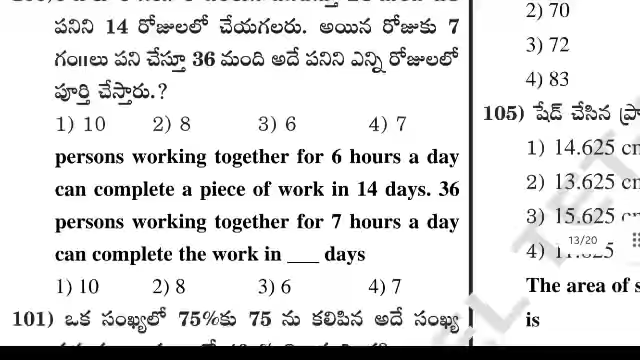 పనిని 14 రోజులలో చేయగలరు. అయిన రోజుకు 7
గం॥లు పని చేస్తూ 36 మంది అదే పనిని ఎన్ని రోజులలో
పూర్తి చేస్తారు.?
1) 10 2) 8 3) 6 4) 7
persons working together for 6 hours a day
can complete a piece of work in 14 days. 36
persons working together for 7 hours a day
can complete the work in ___ days
1) 10 2) 8 3) 6 4) 7
101) ఒక సంఖ్యలో 75%కు 75 ను కలిపిన అదే సంఖ్య
2) 70
3) 72
4) 83
105) షేడ్ చేసిన
1) 14.625
2) 13.625
3) 15.625
4)
13/20
The area of
is